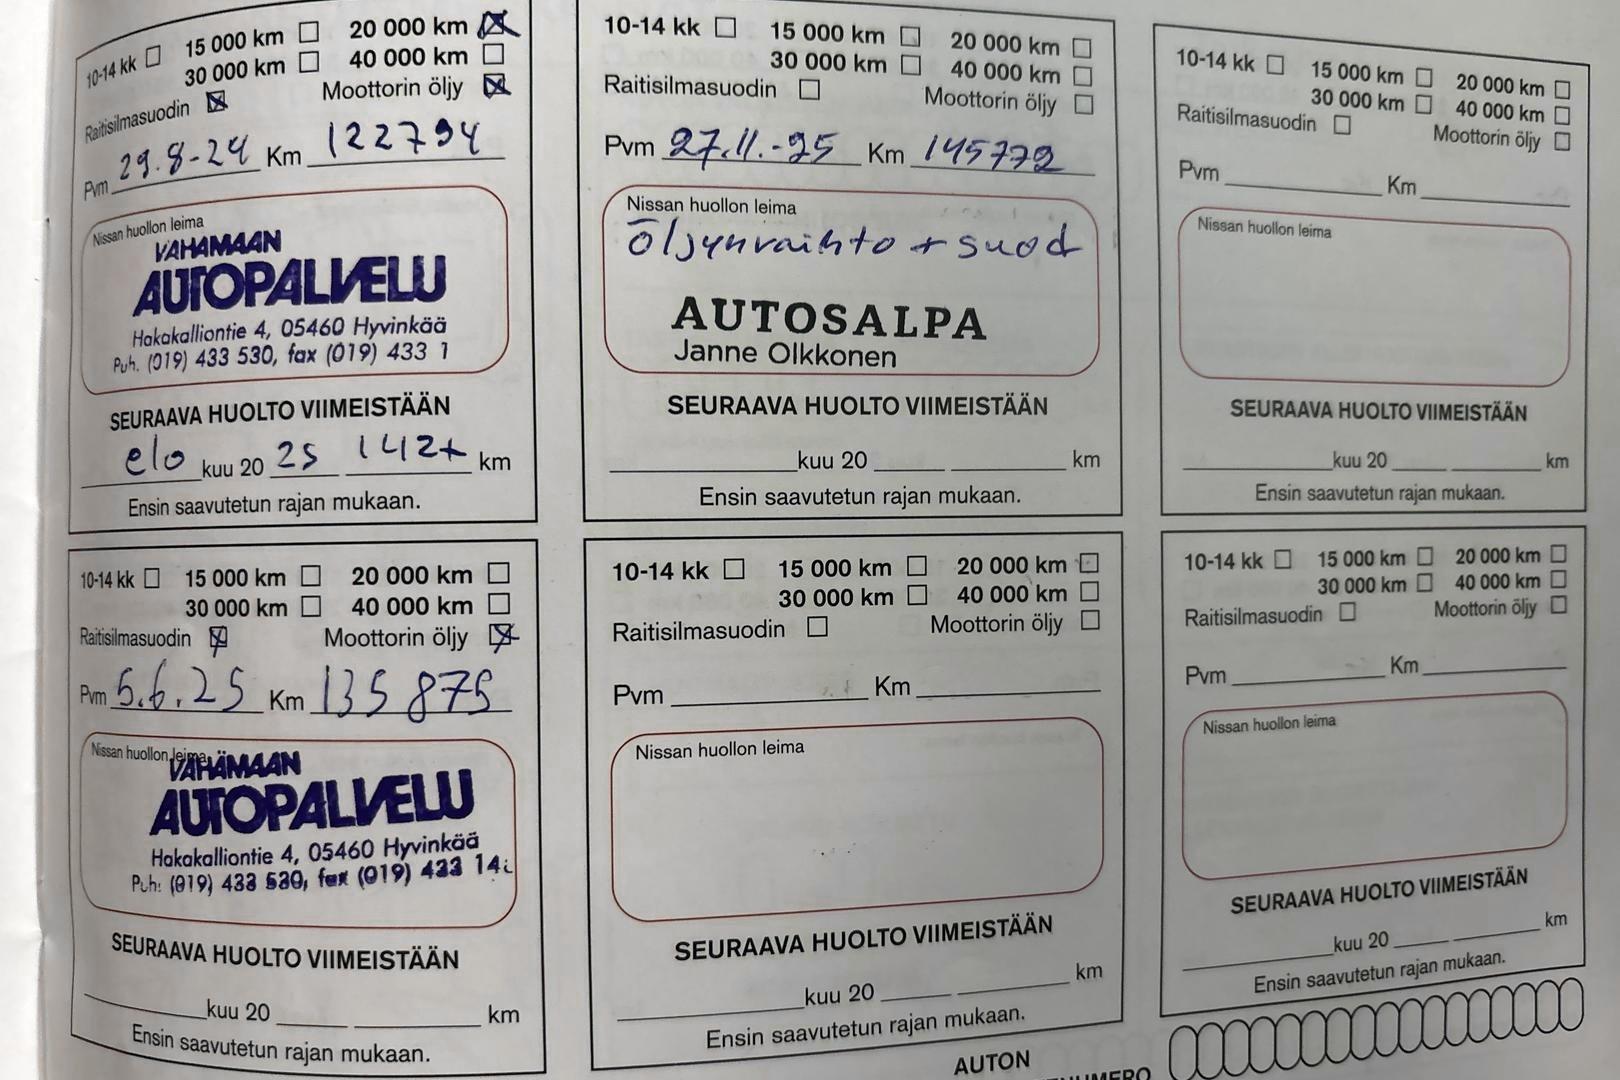 10-14 kk 15 000 km 20 000 km
30 000 km 40 000 km
Raitisilmasuodin Moottorin öljy
Pvm 29.8-24 Km 122794
Nissan huollon leima
VAHAMAAN
AUTOPALVELU
Hakakalliontie 4, 05460 Hyvinkää
Puh. (019) 433 530, fax (019) 433 1
SEURAAVA HUOLTO VIIMEISTÄÄN
elo kuu 20 25 142t km
Ensin saavutetun rajan mukaan.
10-14 kk 15 000 km 20 000 km
30 000 km 40 000 km
Raitisilmasuodin Moottorin öljy
Pvm 5.6.25 Km 135 875
Nissan huollon leima
VAHÄMAAN
AUTOPALVELU
Hakakalliontie 4, 05460 Hyvinkää
Puh: (019) 433 530, fax (019) 433 14
SEURAAVA HUOLTO VIIMEISTÄÄN
kuu 20 km
Ensin saavutetun rajan mukaan.
10-14 kk 15 000 km 20 000 km
30 000 km 40 000 km
Raitisilmasuodin Moottorin öljy
Pvm 27.11.-25 Km 145772
Nissan huollon leima
Öljynvaihto + suod
AUTOSALPA
Janne Olkkonen
SEURAAVA HUOLTO VIIMEISTÄÄN
kuu 20 km
Ensin saavutetun rajan mukaan.
10-14 kk 15 000 km 20 000 km
30 000 km 40 000 km
Raitisilmasuodin Moottorin öljy
Pvm Km
Nissan huollon leima
SEURAAVA HUOLTO VIIMEISTÄÄN
kuu 20 km
Ensin saavutetun rajan mukaan.
10-14 kk 15 000 km 20 000 km
30 000 km 40 000 km
Raitisilmasuodin Moottorin öljy
Pvm Km
Nissan huollon leima
SEURAAVA HUOLTO VIIMEISTÄÄN
kuu 20 km
Ensin saavutetun rajan mukaan.
10-14 kk 15 000 km 20 000 km
30 000 km 40 000 km
Raitisilmasuodin Moottorin öljy
Pvm Km
Nissan huollon leima
SEURAAVA HUOLTO VIIMEISTÄÄN
kuu 20 km
Ensin saavutetun rajan mukaan.
AUTON